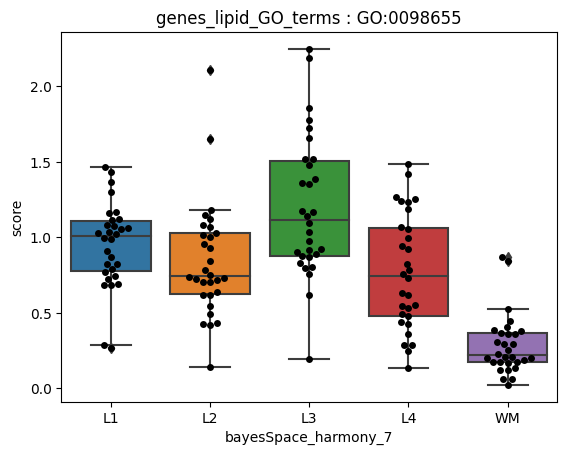 genes_lipid_GO_terms : GO:0098655
score
2.0
1.5
1.0
0.5
0.0
L1 L2 L3 L4 WM
bayesSpace_harmony_7